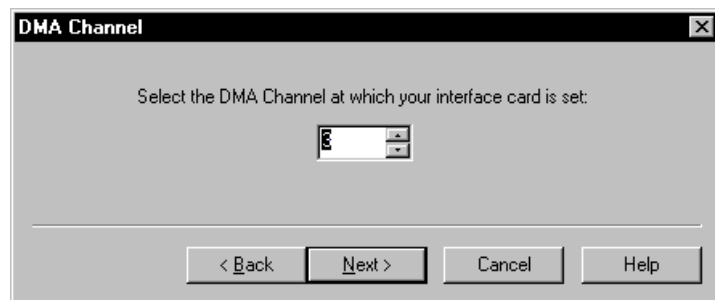 DMA Channel
Select the DMA Channel at which your interface card is set:
3
< Back
Next >
Cancel
Help